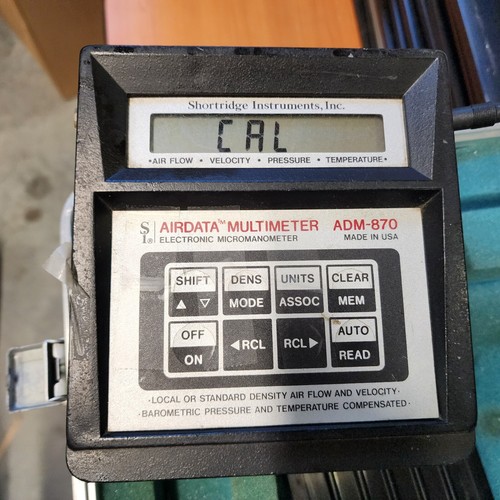 Shortridge Instruments, Inc.
CAL
•AIR FLOW • VELOCITY • PRESSURE • TEMPERATURE•
SI® AIRDATA™ MULTIMETER ADM-870
ELECTRONIC MICROMANOMETER MADE IN USA
SHIFT DENS UNITS CLEAR
▲ ▽ MODE ASSOC MEM
OFF ◀RCL RCL▶ AUTO
ON READ
·LOCAL OR STANDARD DENSITY AIR FLOW AND VELOCITY·
·BAROMETRIC PRESSURE AND TEMPERATURE COMPENSATED·